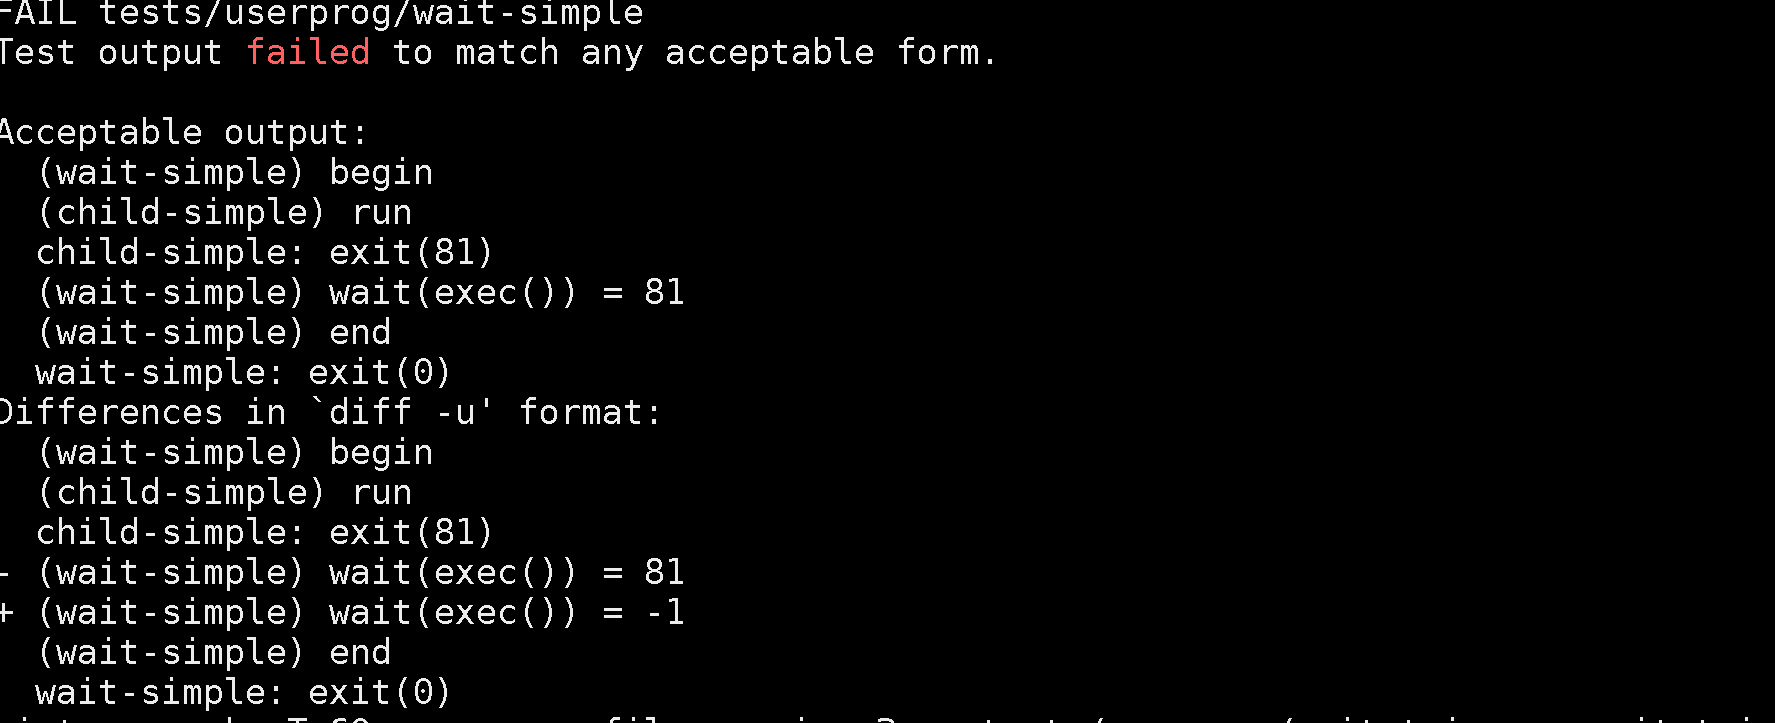 FAIL tests/userprog/wait-simple
Test output failed to match any acceptable form.
Acceptable output:
(wait-simple) begin
(child-simple) run
child-simple: exit(81)
(wait-simple) wait(exec()) = 81
(wait-simple) end
wait-simple: exit(0)
Differences in `diff -u' format:
(wait-simple) begin
(child-simple) run
child-simple: exit(81)
- (wait-simple) wait(exec()) = 81
+ (wait-simple) wait(exec()) = -1
(wait-simple) end
wait-simple: exit(0)